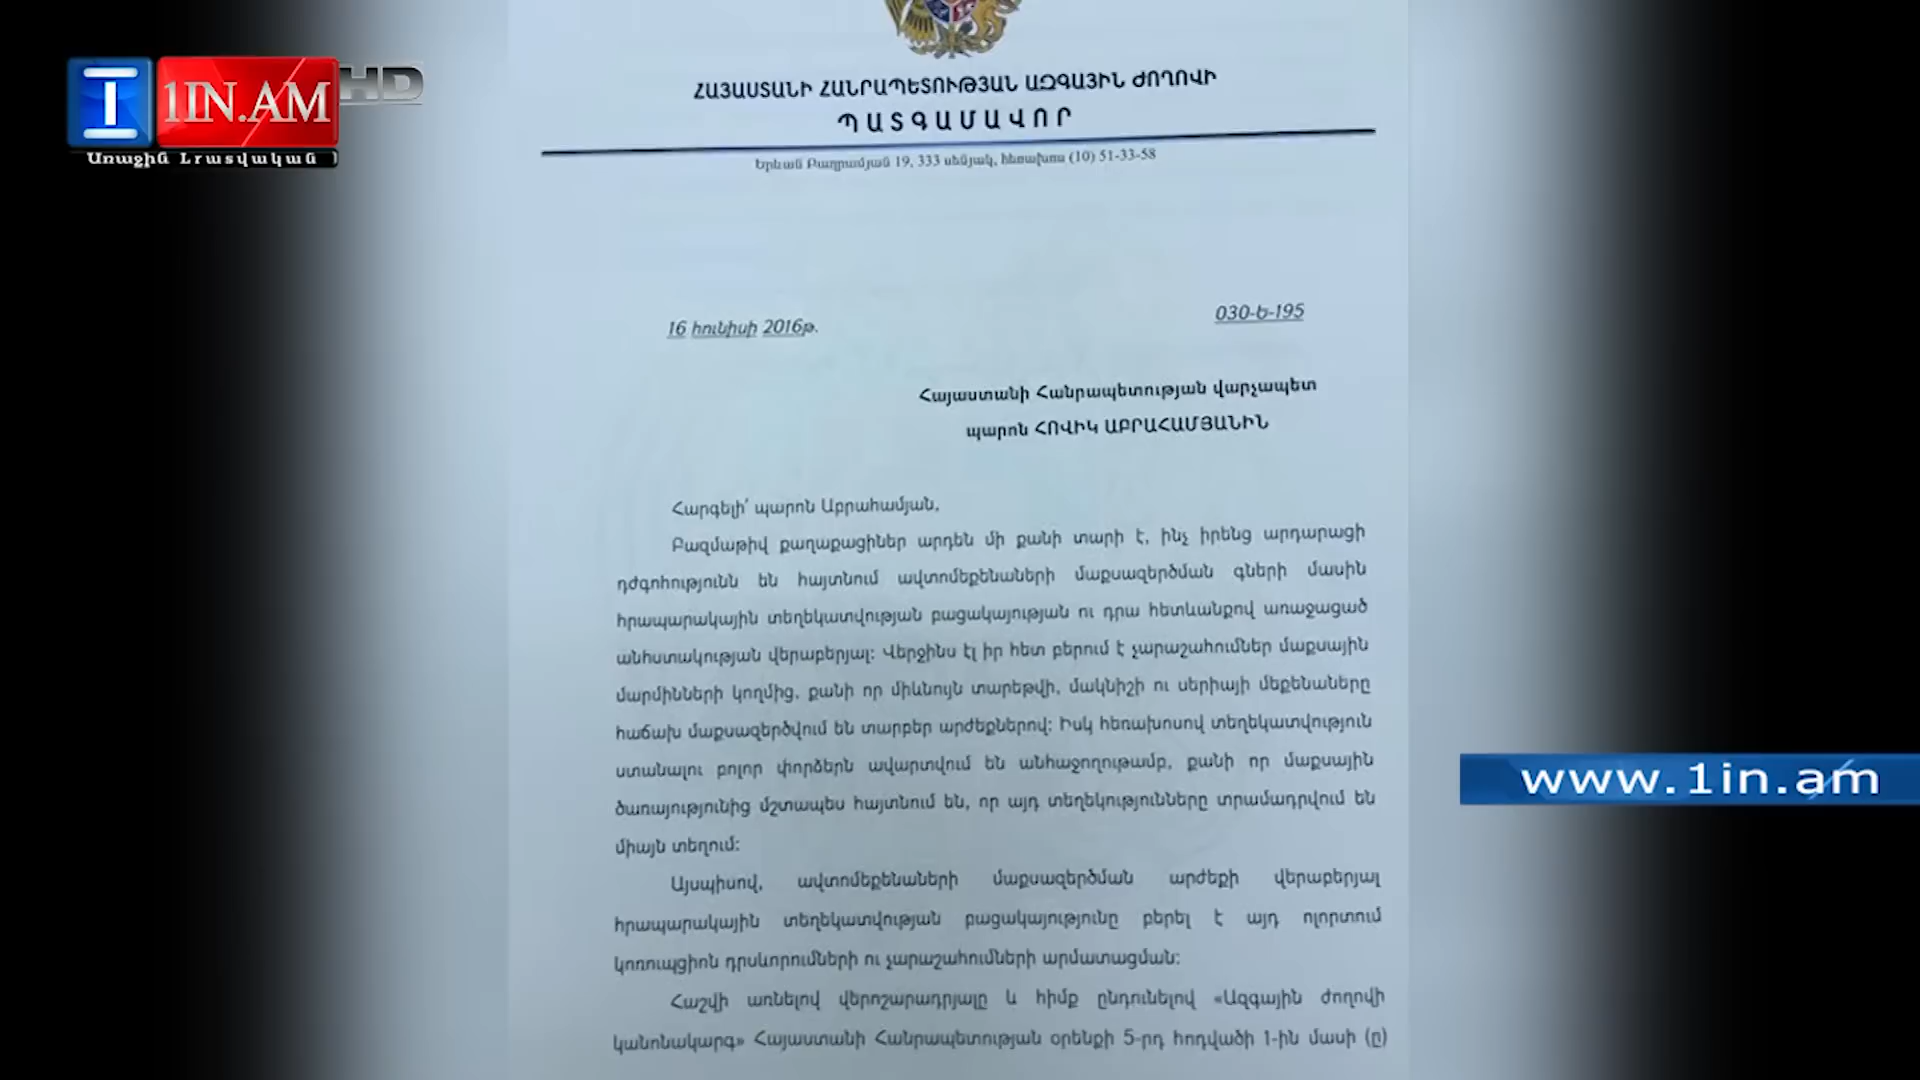 1IN.AM HD
Առաջին Լրատվական
ՀԱՅԱՍՏԱՆԻ ՀԱՆՐԱՊԵՏՈՒԹՅԱՆ ԱԶԳԱՅԻՆ ԺՈՂՈՎԻ
ՊԱՏԳԱՄԱՎՈՐ
Երևան Բաղրամյան 19, 333 սենյակ, հեռախոս (10) 51-33-58
16 հունիսի 2016թ.
030-Ե-195
Հայաստանի Հանրապետության վարչապետ
պարոն ՀՈՎԻԿ ԱԲՐԱՀԱՄՅԱՆԻՆ
Հարգելի՛ պարոն Աբրահամյան,
Բազմաթիվ քաղաքացիներ արդեն մի քանի տարի է, ինչ իրենց արդարացի
դժգոհությունն են հայտնում ավտոմեքենաների մաքսազերծման գների մասին
հրապարակային տեղեկատվության բացակայության ու դրա հետևանքով առաջացած
անհստակության վերաբերյալ: Վերջինս էլ իր հետ բերում է չարաշահումներ մաքսային
մարմինների կողմից, քանի որ միևնույն տարեթվի, մակնիշի ու սերիայի մեքենաները
հաճախ մաքսազերծվում են տարբեր արժեքներով: Իսկ հեռախոսով տեղեկատվություն
ստանալու բոլոր փորձերն ավարտվում են անհաջողութամբ, քանի որ մաքսային
ծառայությունից մշտապես հայտնում են, որ այդ տեղեկությունները տրամադրվում են
միայն տեղում:
Այսպիսով, ավտոմեքենաների մաքսազերծման արժեքի վերաբերյալ
հրապարակային տեղեկատվության բացակայությունը բերել է այդ ոլորտում
կոռուպցիոն դրսևորումների ու չարաշահումների արմատացման:
Հաշվի առնելով վերոշարադրյալը և հիմք ընդունելով «Ազգային ժողովի
կանոնակարգ» Հայաստանի Հանրապետության օրենքի 5-րդ հոդվածի 1-ին մասի (ը)
www.1in.am